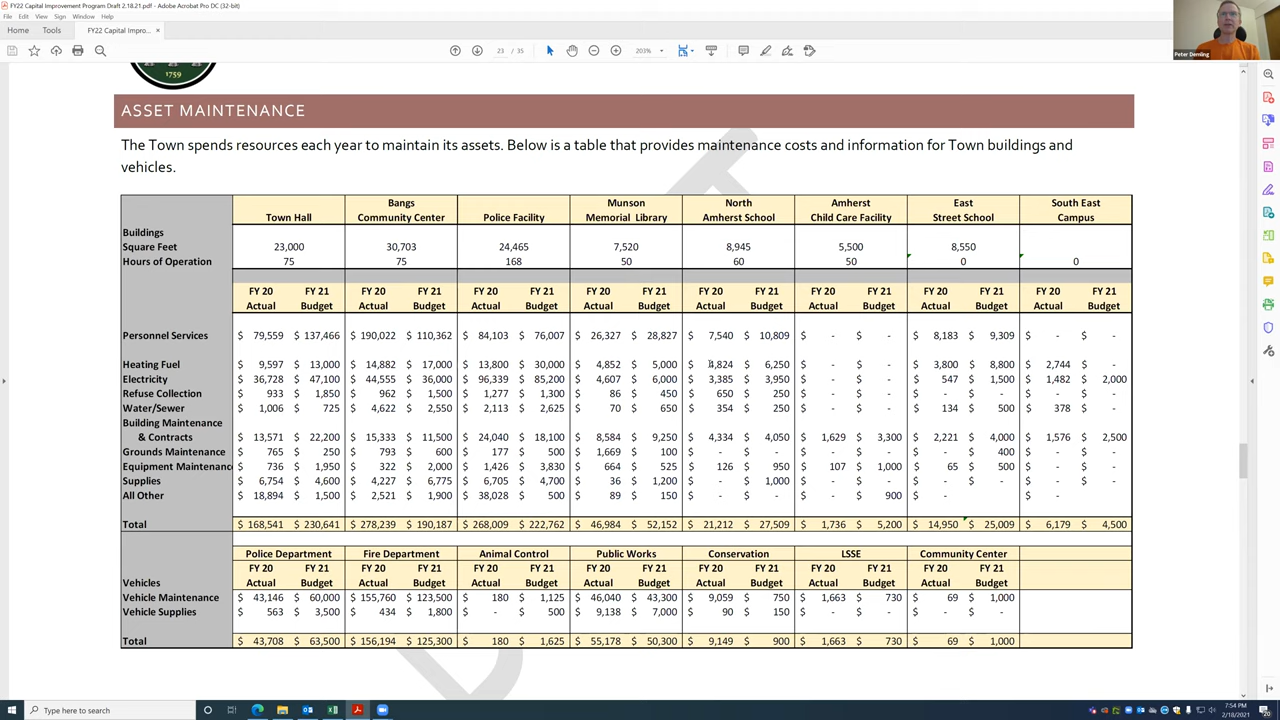 FY22 Capital Improvement Program Draft 2.18.21.pdf - Adobe Acrobat Pro DC (32-bit)
File Edit View Sign Window Help
Home Tools FY22 Capital Impro... ×
23 / 35 203%
Peter Demling
1759
ASSET MAINTENANCE
The Town spends resources each year to maintain its assets. Below is a table that provides maintenance costs and information for Town buildings and
vehicles.
Bangs Munson North Amherst East South East
Town Hall Community Center Police Facility Memorial Library Amherst School Child Care Facility Street School Campus
Buildings
Square Feet 23,000 30,703 24,465 7,520 8,945 5,500 8,550
Hours of Operation 75 75 168 50 60 50 0 0
FY 20 FY 21 FY 20 FY 21 FY 20 FY 21 FY 20 FY 21 FY 20 FY 21 FY 20 FY 21 FY 20 FY 21 FY 20 FY 21
Actual Budget Actual Budget Actual Budget Actual Budget Actual Budget Actual Budget Actual Budget Actual Budget
Personnel Services $ 79,559 $ 137,466 $ 190,022 $ 110,362 $ 84,103 $ 76,007 $ 26,327 $ 28,827 $ 7,540 $ 10,809 $ - $ - $ 8,183 $ 9,309 $ - $ -
Heating Fuel $ 9,597 $ 13,000 $ 14,882 $ 17,000 $ 13,800 $ 30,000 $ 4,852 $ 5,000 $ 4,824 $ 6,250 $ - $ - $ 3,800 $ 8,800 $ 2,744 $ -
Electricity $ 36,728 $ 47,100 $ 44,555 $ 36,000 $ 96,339 $ 85,200 $ 4,607 $ 6,000 $ 3,385 $ 3,950 $ - $ - $ 547 $ 1,500 $ 1,482 $ 2,000
Refuse Collection $ 933 $ 1,850 $ 962 $ 1,500 $ 1,277 $ 1,300 $ 86 $ 450 $ 650 $ 250 $ - $ - $ - $ - $ - $ -
Water/Sewer $ 1,006 $ 725 $ 4,622 $ 2,550 $ 2,113 $ 2,625 $ 70 $ 650 $ 354 $ 250 $ - $ - $ 134 $ 500 $ 378 $ -
Building Maintenance
& Contracts $ 13,571 $ 22,200 $ 15,333 $ 11,500 $ 24,040 $ 18,100 $ 8,584 $ 9,250 $ 4,334 $ 4,050 $ 1,629 $ 3,300 $ 2,221 $ 4,000 $ 1,576 $ 2,500
Grounds Maintenance $ 765 $ 250 $ 793 $ 600 $ 177 $ 500 $ 1,669 $ 100 $ - $ - $ - $ - $ - $ 400 $ - $ -
Equipment Maintenanc $ 736 $ 1,950 $ 322 $ 2,000 $ 1,426 $ 3,830 $ 664 $ 525 $ 126 $ 950 $ 107 $ 1,000 $ 65 $ 500 $ - $ -
Supplies $ 6,754 $ 4,600 $ 4,227 $ 6,775 $ 6,705 $ 4,700 $ 36 $ 1,200 $ - $ 1,000 $ - $ - $ - $ - $ - $ -
All Other $ 18,894 $ 1,500 $ 2,521 $ 1,900 $ 38,028 $ 500 $ 89 $ 150 $ - $ - $ 900 $ - $ -
Total $ 168,541 $ 230,641 $ 278,239 $ 190,187 $ 268,009 $ 222,762 $ 46,984 $ 52,152 $ 21,212 $ 27,509 $ 1,736 $ 5,200 $ 14,950 $ 25,009 $ 6,179 $ 4,500
Police Department Fire Department Animal Control Public Works Conservation LSSE Community Center
FY 20 FY 21 FY 20 FY 21 FY 20 FY 21 FY 20 FY 21 FY 20 FY 21 FY 20 FY 21 FY 20 FY 21
Vehicles Actual Budget Actual Budget Actual Budget Actual Budget Actual Budget Actual Budget Actual Budget
Vehicle Maintenance $ 43,146 $ 60,000 $ 155,760 $ 123,500 $ 180 $ 1,125 $ 46,040 $ 43,300 $ 9,059 $ 750 $ 1,663 $ 730 $ 69 $ 1,000
Vehicle Supplies $ 563 $ 3,500 $ 434 $ 1,800 $ - $ 500 $ 9,138 $ 7,000 $ 90 $ 150 $ - $ - $ - $ -
Total $ 43,708 $ 63,500 $ 156,194 $ 125,300 $ 180 $ 1,625 $ 55,178 $ 50,300 $ 9,149 $ 900 $ 1,663 $ 730 $ 69 $ 1,000
Type here to search
7:54 PM
2/18/2021